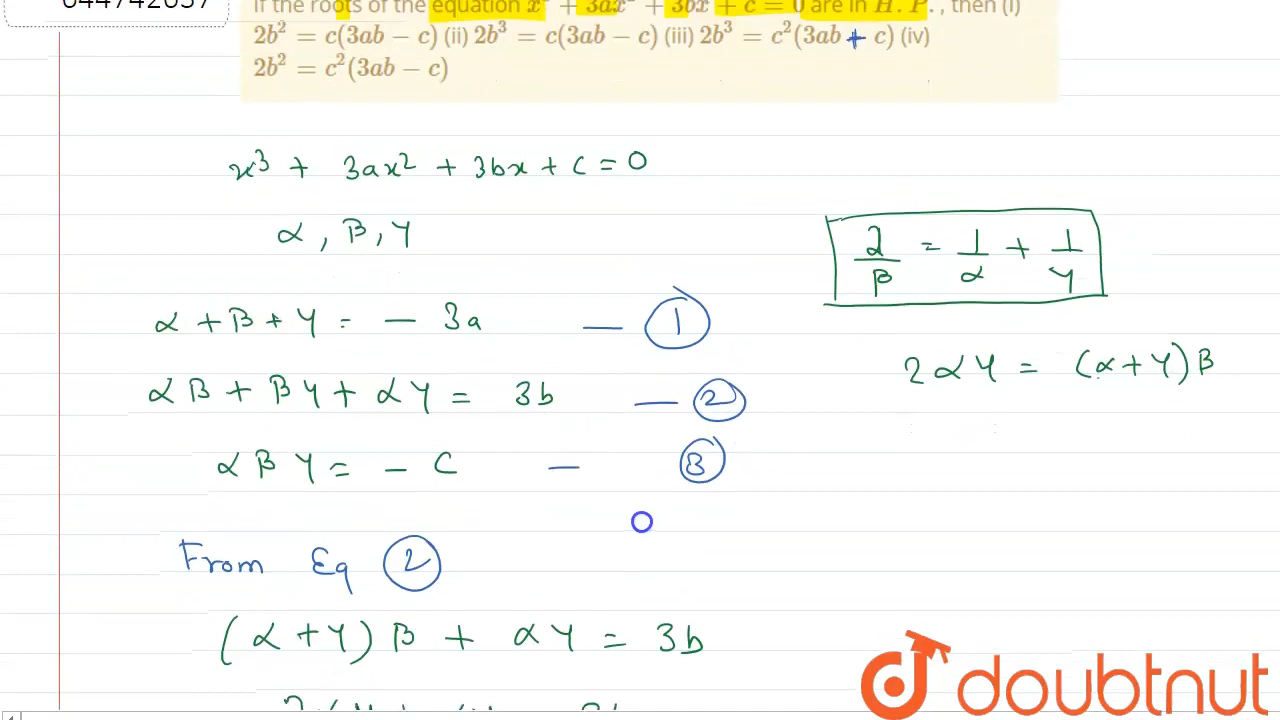 644742657
If the roots of the equation x³ + 3ax² + 3bx + c = 0 are in H. P. , then (i)
2b² = c(3ab − c) (ii) 2b³ = c(3ab − c) (iii) 2b³ = c²(3ab + c) (iv)
2b² = c²(3ab − c)
x³ + 3ax² + 3bx + c = 0
α , β , γ
2/β = 1/α + 1/γ
α + β + γ = − 3a — 1
2αγ = (α+γ)β
αβ + βγ + αγ = 3b — 2
αβγ = − c — 3
From Eq 2
(α+γ)β + αγ = 3b
doubtnut